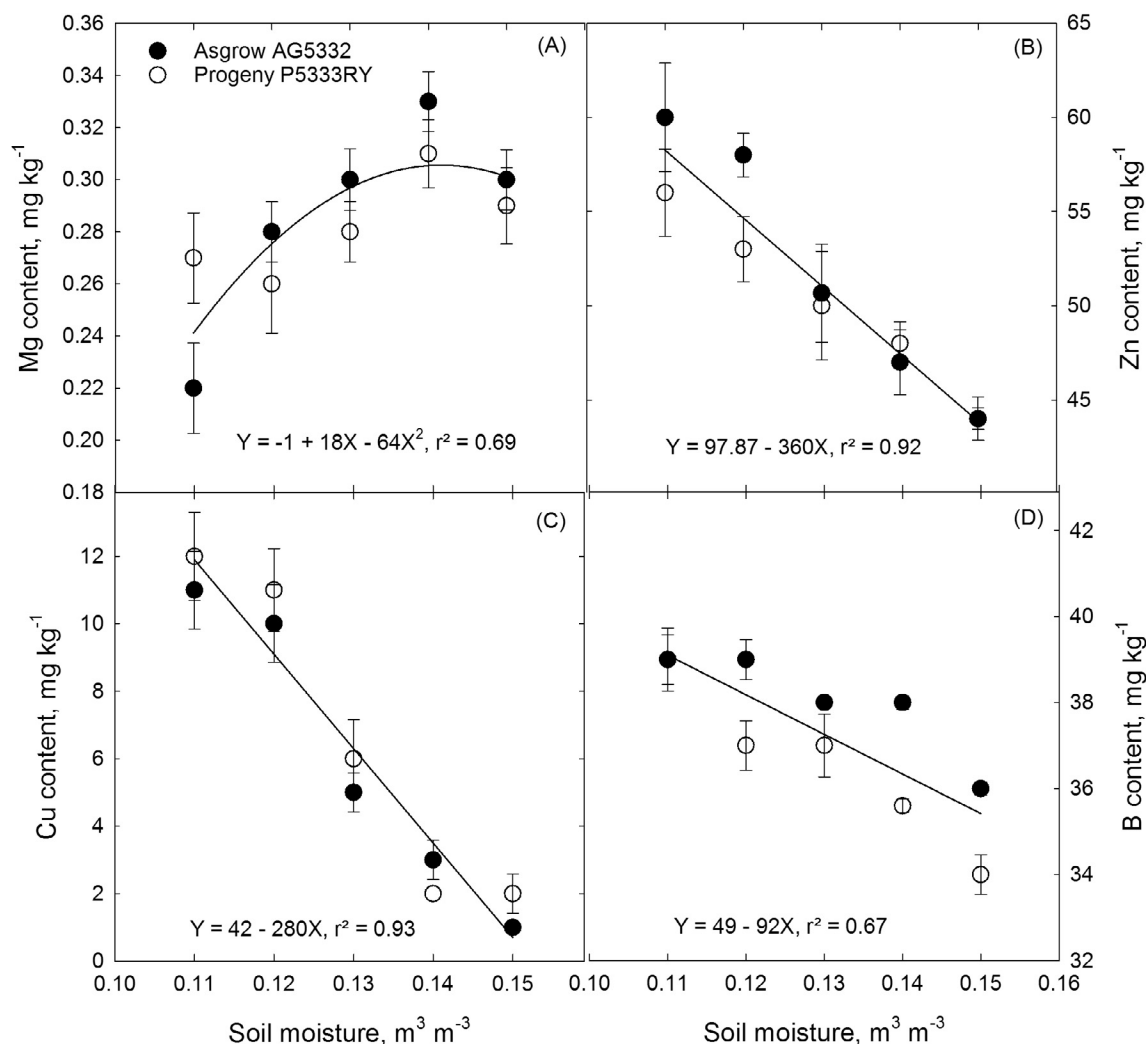 0.36
0.34
0.32
0.30
0.28
0.26
0.24
0.22
0.20
0.18
Mg content, mg kg⁻¹
Asgrow AG5332
Progeny P5333RY
(A)
Y = -1 + 18X - 64X², r² = 0.69
(B)
65
60
55
50
45
Zn content, mg kg⁻¹
Y = 97.87 - 360X, r² = 0.92
12
10
8
6
4
2
0
Cu content, mg kg⁻¹
(C)
Y = 42 - 280X, r² = 0.93
0.10 0.11 0.12 0.13 0.14 0.15
Soil moisture, m³ m⁻³
(D)
42
40
38
36
34
32
B content, mg kg⁻¹
Y = 49 - 92X, r² = 0.67
0.10 0.11 0.12 0.13 0.14 0.15 0.16
Soil moisture, m³ m⁻³